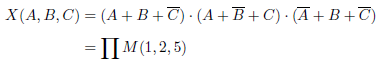 X(A, B, C) = (A + B + C̅) · (A + B̅ + C) · (A̅ + B + C̅)
= ∏ M(1, 2, 5)